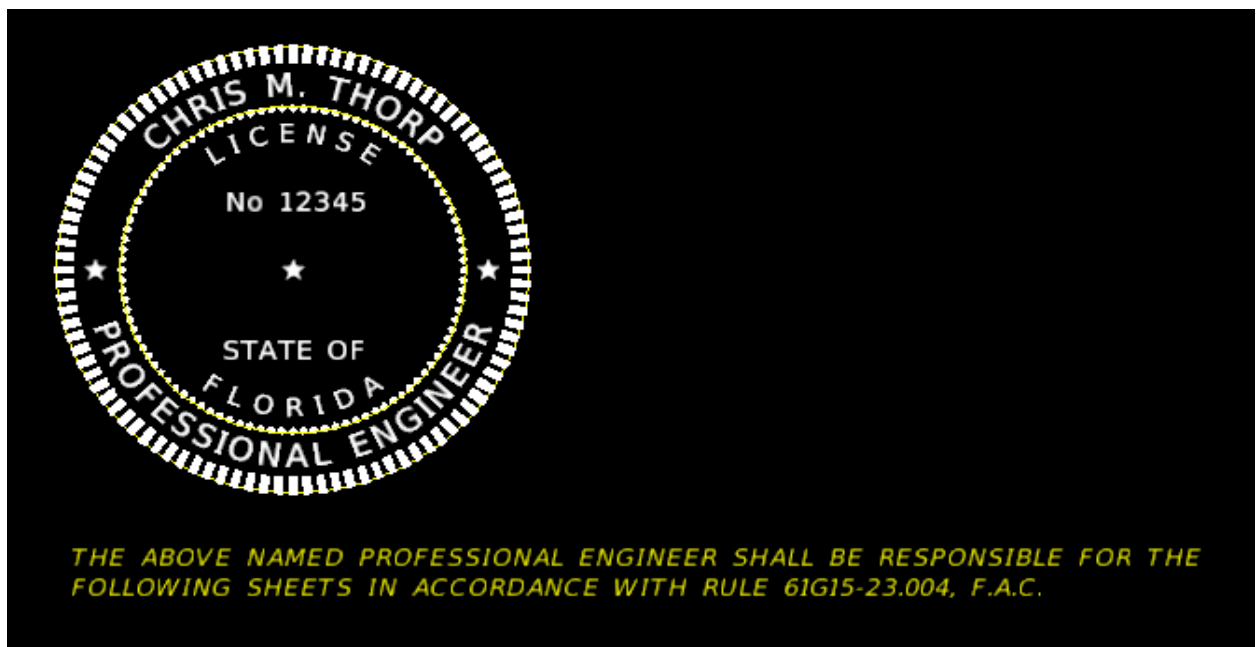 CHRIS M. THORP
LICENSE
No 12345
STATE OF
FLORIDA
PROFESSIONAL ENGINEER
THE ABOVE NAMED PROFESSIONAL ENGINEER SHALL BE RESPONSIBLE FOR THE
FOLLOWING SHEETS IN ACCORDANCE WITH RULE 61G15-23.004, F.A.C.